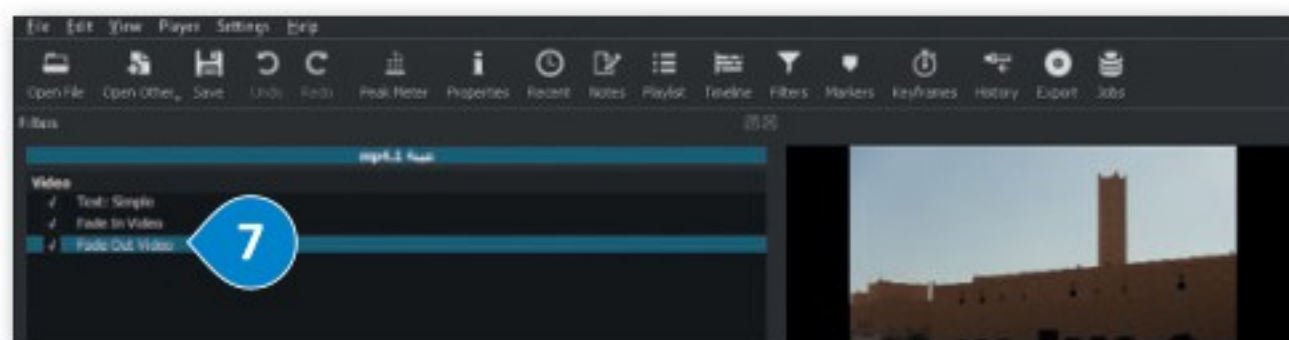 File Edit View Player Settings Help
Open File Open Other... Save Undo Redo Peak Meter Properties Recent Notes Playlist Timeline Filters Markers Keyframes History Export Jobs
Filters
mp4.1
Video
√ Text: Simple
√ Fade In Video
√ Fade Out Video
7